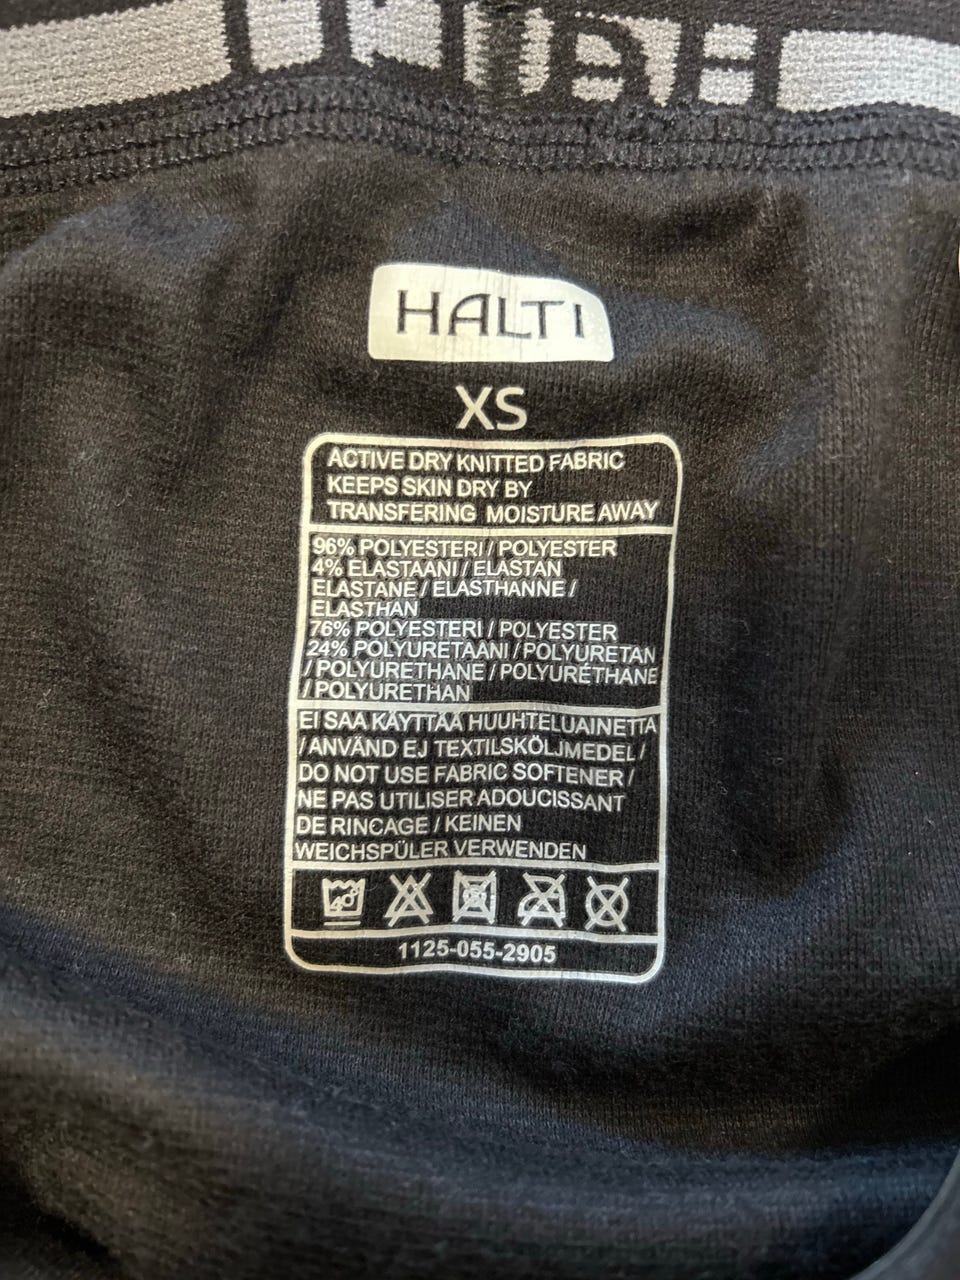 HALTI
XS
ACTIVE DRY KNITTED FABRIC
KEEPS SKIN DRY BY
TRANSFERING MOISTURE AWAY
96% POLYESTERI / POLYESTER
4% ELASTAANI / ELASTAN
ELASTANE / ELASTHANNE /
ELASTHAN
76% POLYESTERI / POLYESTER
24% POLYURETAANI / POLYURETAN
/ POLYURETHANE / POLYURÉTHANE
/ POLYURETHAN
EI SAA KÄYTTÄÄ HUUHTELUAINETTA
/ ANVÄND EJ TEXTILSKÖLJMEDEL /
DO NOT USE FABRIC SOFTENER /
NE PAS UTILISER ADOUCISSANT
DE RINCAGE / KEINEN
WEICHSPÜLER VERWENDEN
40°
1125-055-2905